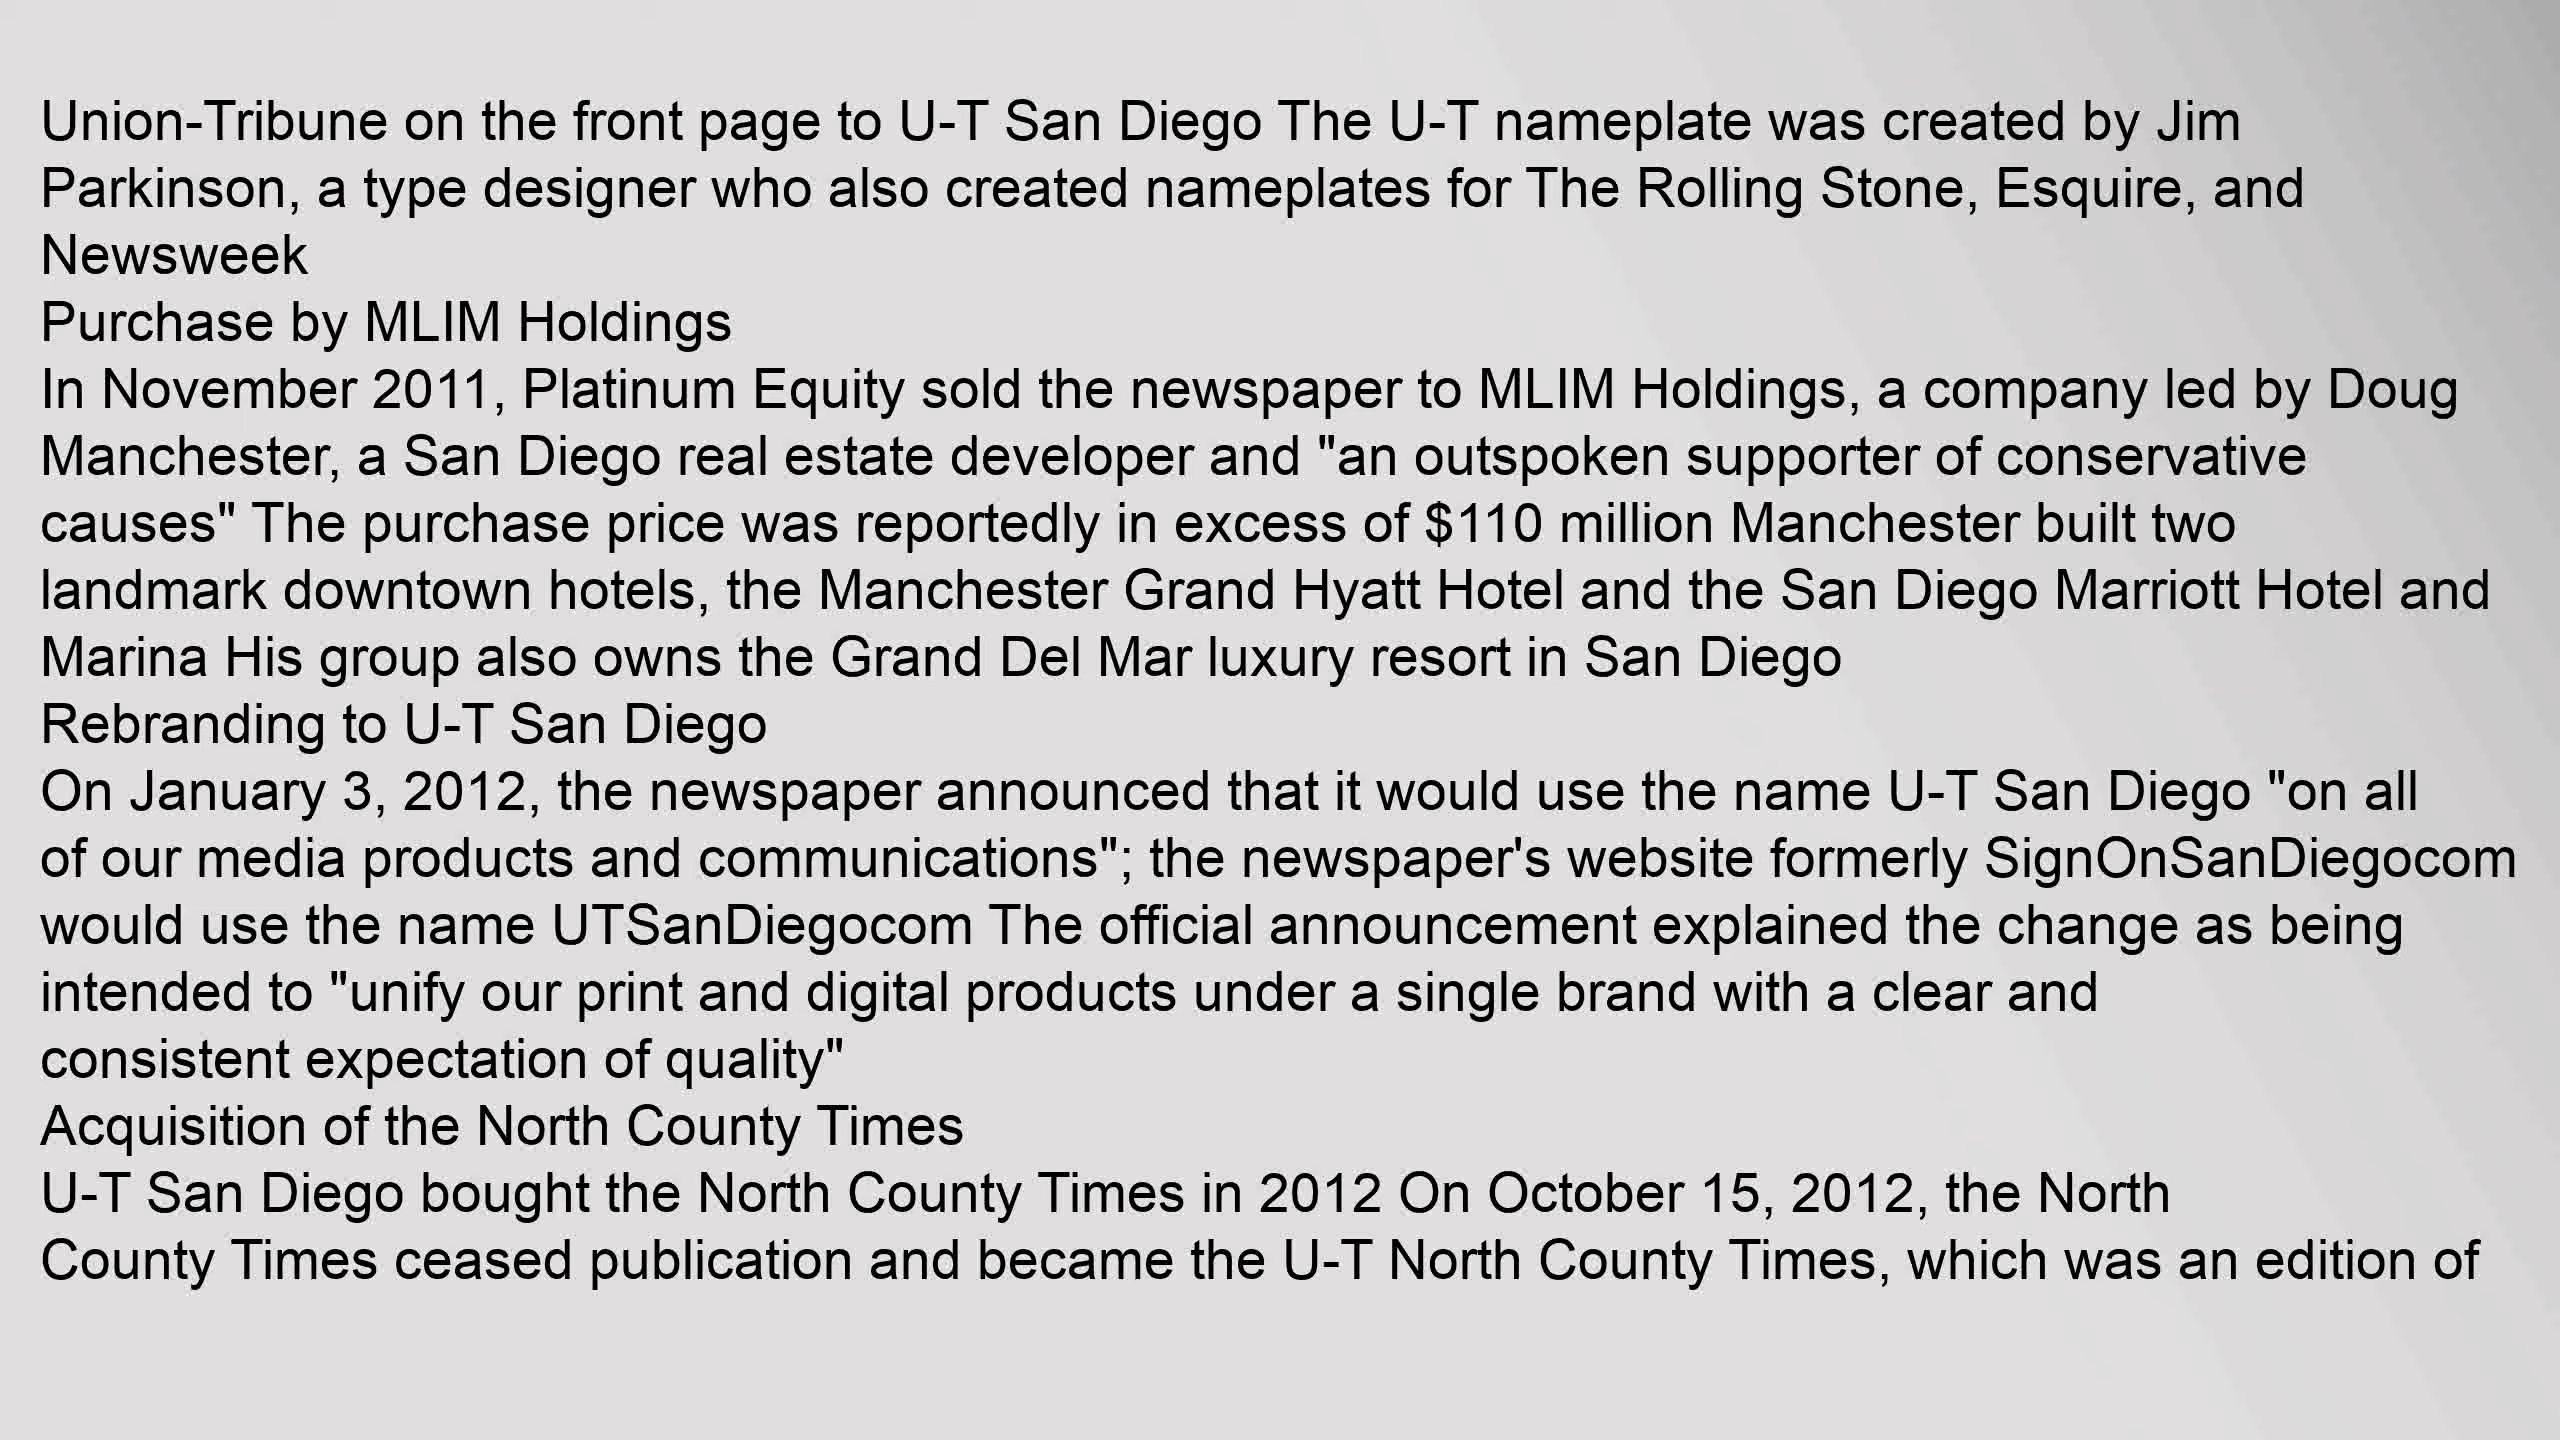 Union-Tribune on the front page to U-T San Diego The U-T nameplate was created by Jim
Parkinson, a type designer who also created nameplates for The Rolling Stone, Esquire, and
Newsweek
Purchase by MLIM Holdings
In November 2011, Platinum Equity sold the newspaper to MLIM Holdings, a company led by Doug
Manchester, a San Diego real estate developer and "an outspoken supporter of conservative
causes" The purchase price was reportedly in excess of $110 million Manchester built two
landmark downtown hotels, the Manchester Grand Hyatt Hotel and the San Diego Marriott Hotel and
Marina His group also owns the Grand Del Mar luxury resort in San Diego
Rebranding to U-T San Diego
On January 3, 2012, the newspaper announced that it would use the name U-T San Diego "on all
of our media products and communications"; the newspaper's website formerly SignOnSanDiegocom
would use the name UTSanDiegocom The official announcement explained the change as being
intended to "unify our print and digital products under a single brand with a clear and
consistent expectation of quality"
Acquisition of the North County Times
U-T San Diego bought the North County Times in 2012 On October 15, 2012, the North
County Times ceased publication and became the U-T North County Times, which was an edition of